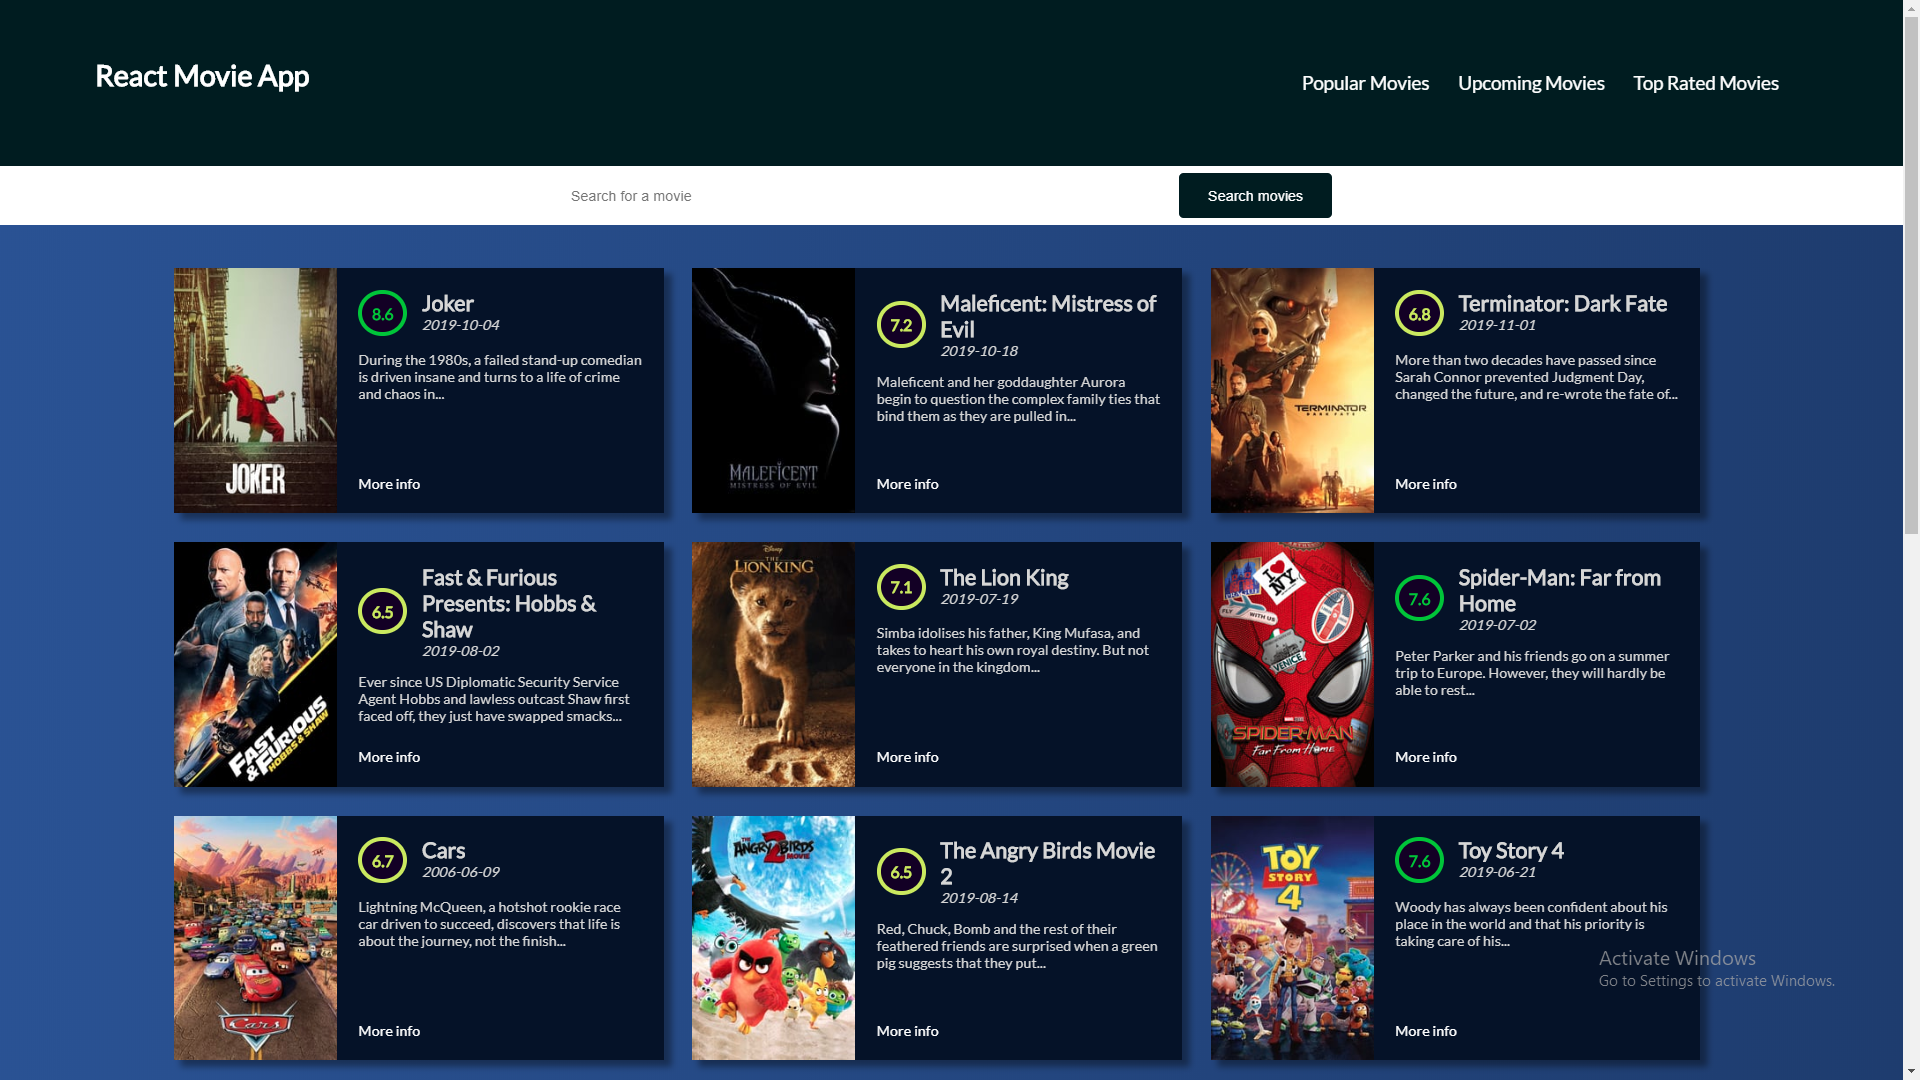 React Movie App
Popular Movies
Upcoming Movies
Top Rated Movies
Search for a movie
Search movies
JOKER
8.6
Joker
2019-10-04
During the 1980s, a failed stand-up comedian
is driven insane and turns to a life of crime
and chaos in...
More info
MALEFICENT
MISTRESS OF EVIL
7.2
Maleficent: Mistress of
Evil
2019-10-18
Maleficent and her goddaughter Aurora
begin to question the complex family ties that
bind them as they are pulled in...
More info
TERMINATOR
DARK FATE
6.8
Terminator: Dark Fate
2019-11-01
More than two decades have passed since
Sarah Connor prevented Judgment Day,
changed the future, and re-wrote the fate of...
More info
FAST
& FURIOUS
HOBBS & SHAW
6.5
Fast & Furious
Presents: Hobbs &
Shaw
2019-08-02
Ever since US Diplomatic Security Service
Agent Hobbs and lawless outcast Shaw first
faced off, they just have swapped smacks...
More info
Disney
THE
LION KING
7.1
The Lion King
2019-07-19
Simba idolises his father, King Mufasa, and
takes to heart his own royal destiny. But not
everyone in the kingdom...
More info
I NY
FLY WITH US
VENICE
SPIDER-MAN
Far From Home
7.6
Spider-Man: Far from
Home
2019-07-02
Peter Parker and his friends go on a summer
trip to Europe. However, they will hardly be
able to rest...
More info
Cars
6.7
Cars
2006-06-09
Lightning McQueen, a hotshot rookie race
car driven to succeed, discovers that life is
about the journey, not the finish...
More info
THE
ANGRY BIRDS
MOVIE
2
6.5
The Angry Birds Movie
2
2019-08-14
Red, Chuck, Bomb and the rest of their
feathered friends are surprised when a green
pig suggests that they put...
More info
TOY
STORY
4
7.6
Toy Story 4
2019-06-21
Woody has always been confident about his
place in the world and that his priority is
taking care of his...
More info
Activate Windows
Go to Settings to activate Windows.